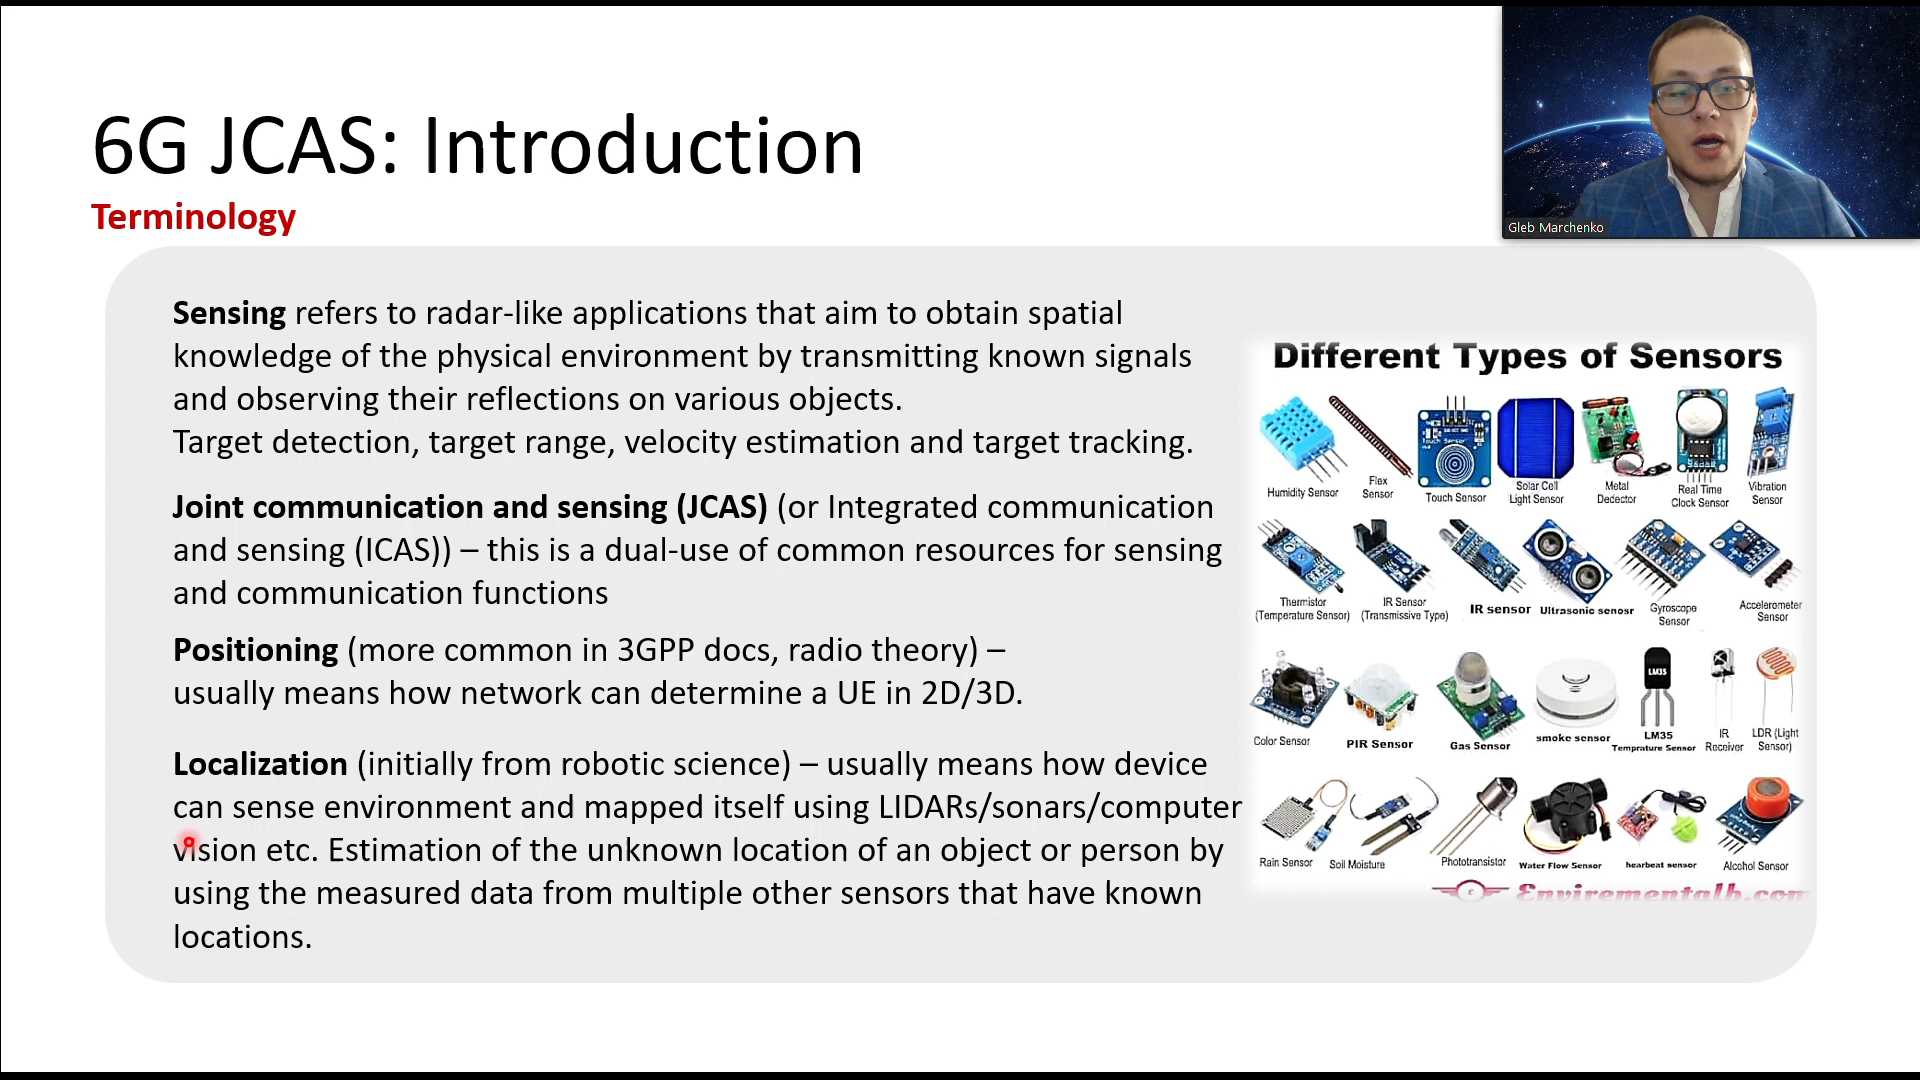 6G JCAS: Introduction
Terminology
Gleb Marchenko
Sensing refers to radar-like applications that aim to obtain spatial
knowledge of the physical environment by transmitting known signals
and observing their reflections on various objects.
Target detection, target range, velocity estimation and target tracking.
Joint communication and sensing (JCAS) (or Integrated communication
and sensing (ICAS)) – this is a dual-use of common resources for sensing
and communication functions
Positioning (more common in 3GPP docs, radio theory) –
usually means how network can determine a UE in 2D/3D.
Localization (initially from robotic science) – usually means how device
can sense environment and mapped itself using LIDARs/sonars/computer
vision etc. Estimation of the unknown location of an object or person by
using the measured data from multiple other sensors that have known
locations.
Different Types of Sensors
Touch Sensor
Humidity Sensor
Flex
Sensor
Touch Sensor
Solar Cell
Light Sensor
Metal
Dedector
Real Time
Clock Sensor
Vibration
Sensor
Thermistor
(Temperature Sensor)
IR Sensor
(Transmissive Type)
IR sensor
Ultrasonic senosr
Gyroscope
Sensor
Accelerometer
Sensor
LM35
Color Sensor
PIR Sensor
Gas Sensor
smoke sensor
LM35
Temprature Sensor
IR
Receiver
LDR (Light
Sensor)
Rain Sensor
Soil Moisture
Phototransistor
Water Flow Sensor
hearbeat sensor
Alcohol Sensor
Envirementalb.com